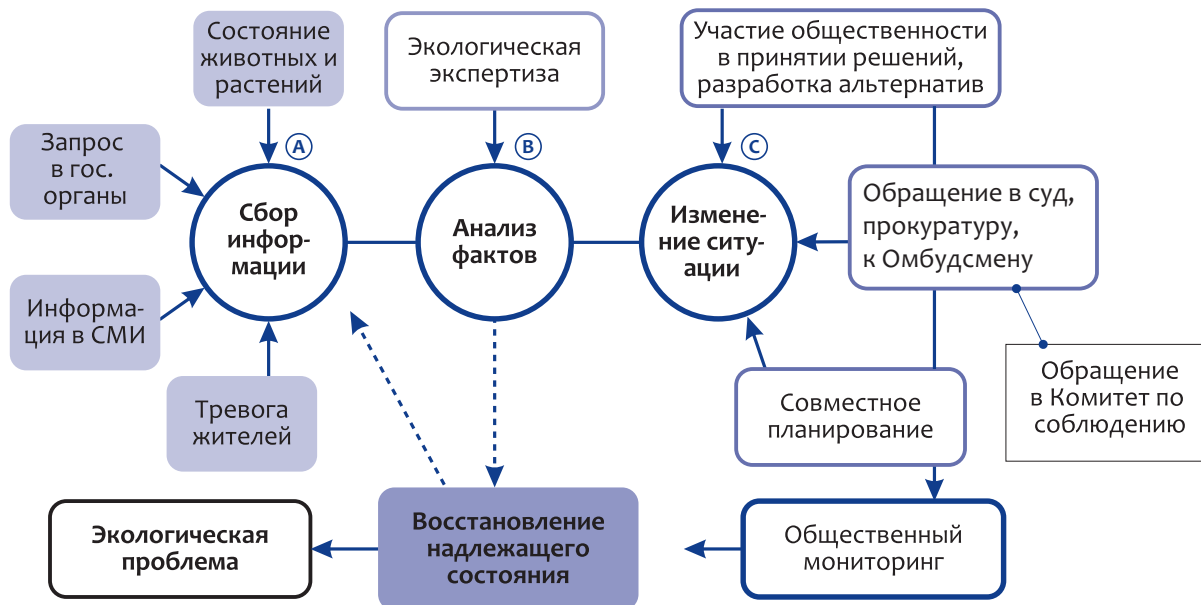 Состояние
животных и
растений
Экологическая
экспертиза
Участие общественности
в принятии решений,
разработка альтернатив
A
B
C
Запрос
в гос.
органы
Сбор
инфор-
мации
Анализ
фактов
Измене-
ние ситу-
ации
Обращение в суд,
прокуратуру,
к Омбудсмену
Информа-
ция в СМИ
Тревога
жителей
Совместное
планирование
Обращение
в Комитет по
соблюдению
Экологическая
проблема
Восстановление
надлежащего
состояния
Общественный
мониторинг